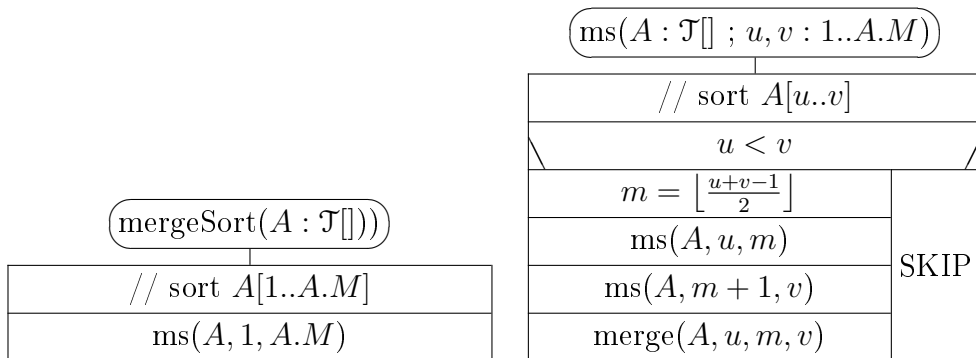 mergeSort(A : 𝒯[]))
// sort A[1..A.M]
ms(A, 1, A.M)
ms(A : 𝒯[] ; u, v : 1..A.M)
// sort A[u..v]
u < v
m = ⌊(u+v−1)/2⌋
ms(A, u, m)
ms(A, m + 1, v)
merge(A, u, m, v)
SKIP